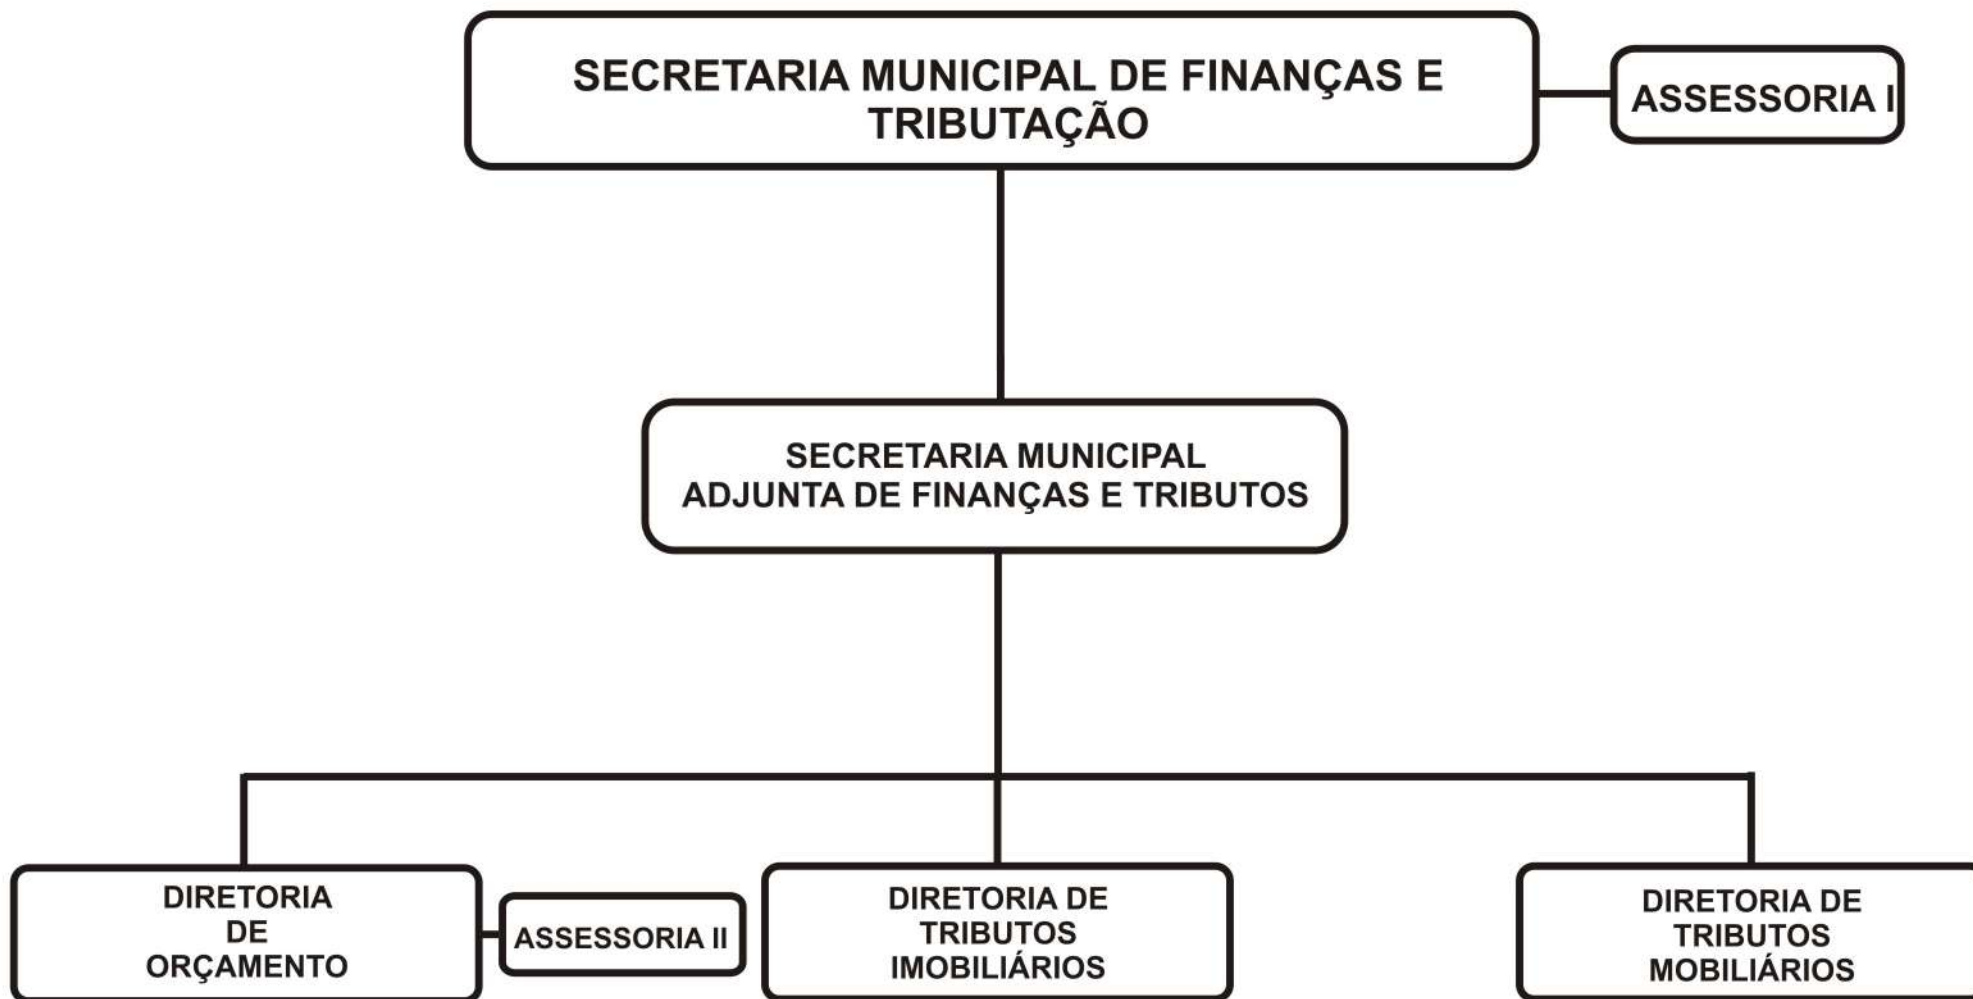 SECRETARIA MUNICIPAL DE FINANÇAS E
TRIBUTAÇÃO
ASSESSORIA I
SECRETARIA MUNICIPAL
ADJUNTA DE FINANÇAS E TRIBUTOS
DIRETORIA
DE
ORÇAMENTO
ASSESSORIA II
DIRETORIA DE
TRIBUTOS
IMOBILIÁRIOS
DIRETORIA DE
TRIBUTOS
MOBILIÁRIOS